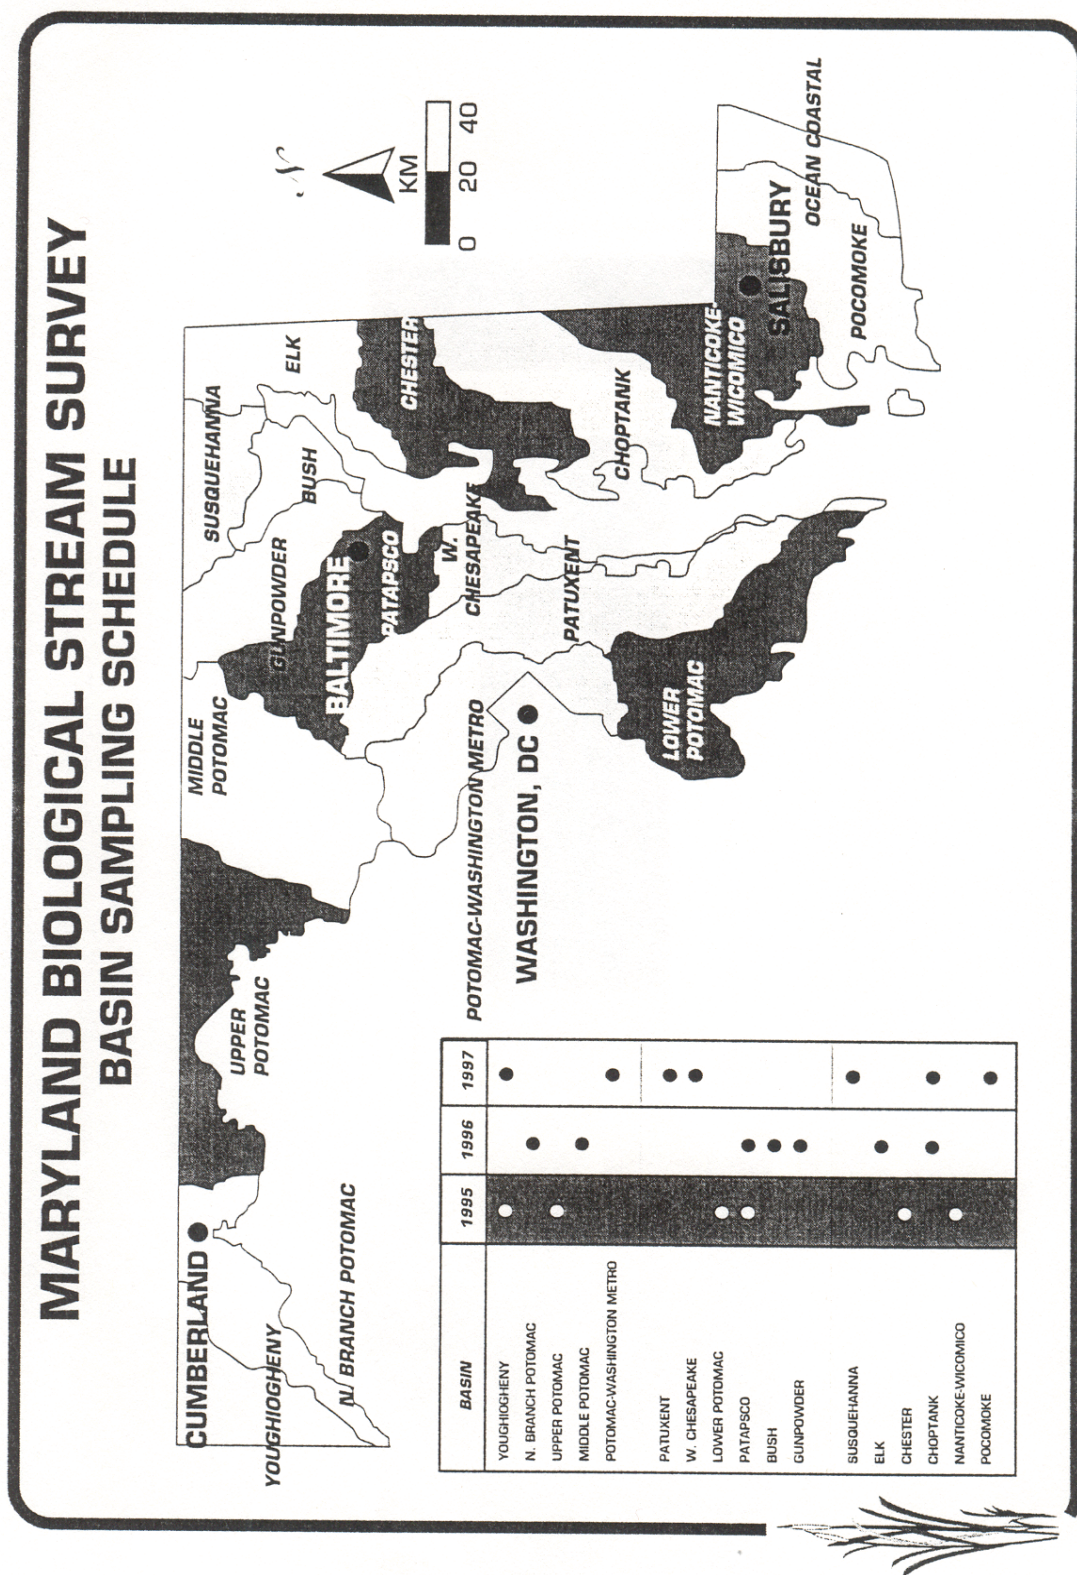 MARYLAND BIOLOGICAL STREAM SURVEY
BASIN SAMPLING SCHEDULE
N
KM
0 20 40
CUMBERLAND
YOUGHIOGHENY
N. BRANCH POTOMAC
UPPER
POTOMAC
MIDDLE
POTOMAC
GUNPOWDER
SUSQUEHANNA
BUSH
ELK
BALTIMORE
PATAPSCO
CHESTER
W.
CHESAPEAKE
POTOMAC-WASHINGTON METRO
WASHINGTON, DC
PATUXENT
CHOPTANK
LOWER
POTOMAC
NANTICOKE-
WICOMICO
SALISBURY
OCEAN COASTAL
POCOMOKE
BASIN 1995 1996 1997
YOUGHIOGHENY
N. BRANCH POTOMAC
UPPER POTOMAC
MIDDLE POTOMAC
POTOMAC-WASHINGTON METRO
PATUXENT
W. CHESAPEAKE
LOWER POTOMAC
PATAPSCO
BUSH
GUNPOWDER
SUSQUEHANNA
ELK
CHESTER
CHOPTANK
NANTICOKE-WICOMICO
POCOMOKE